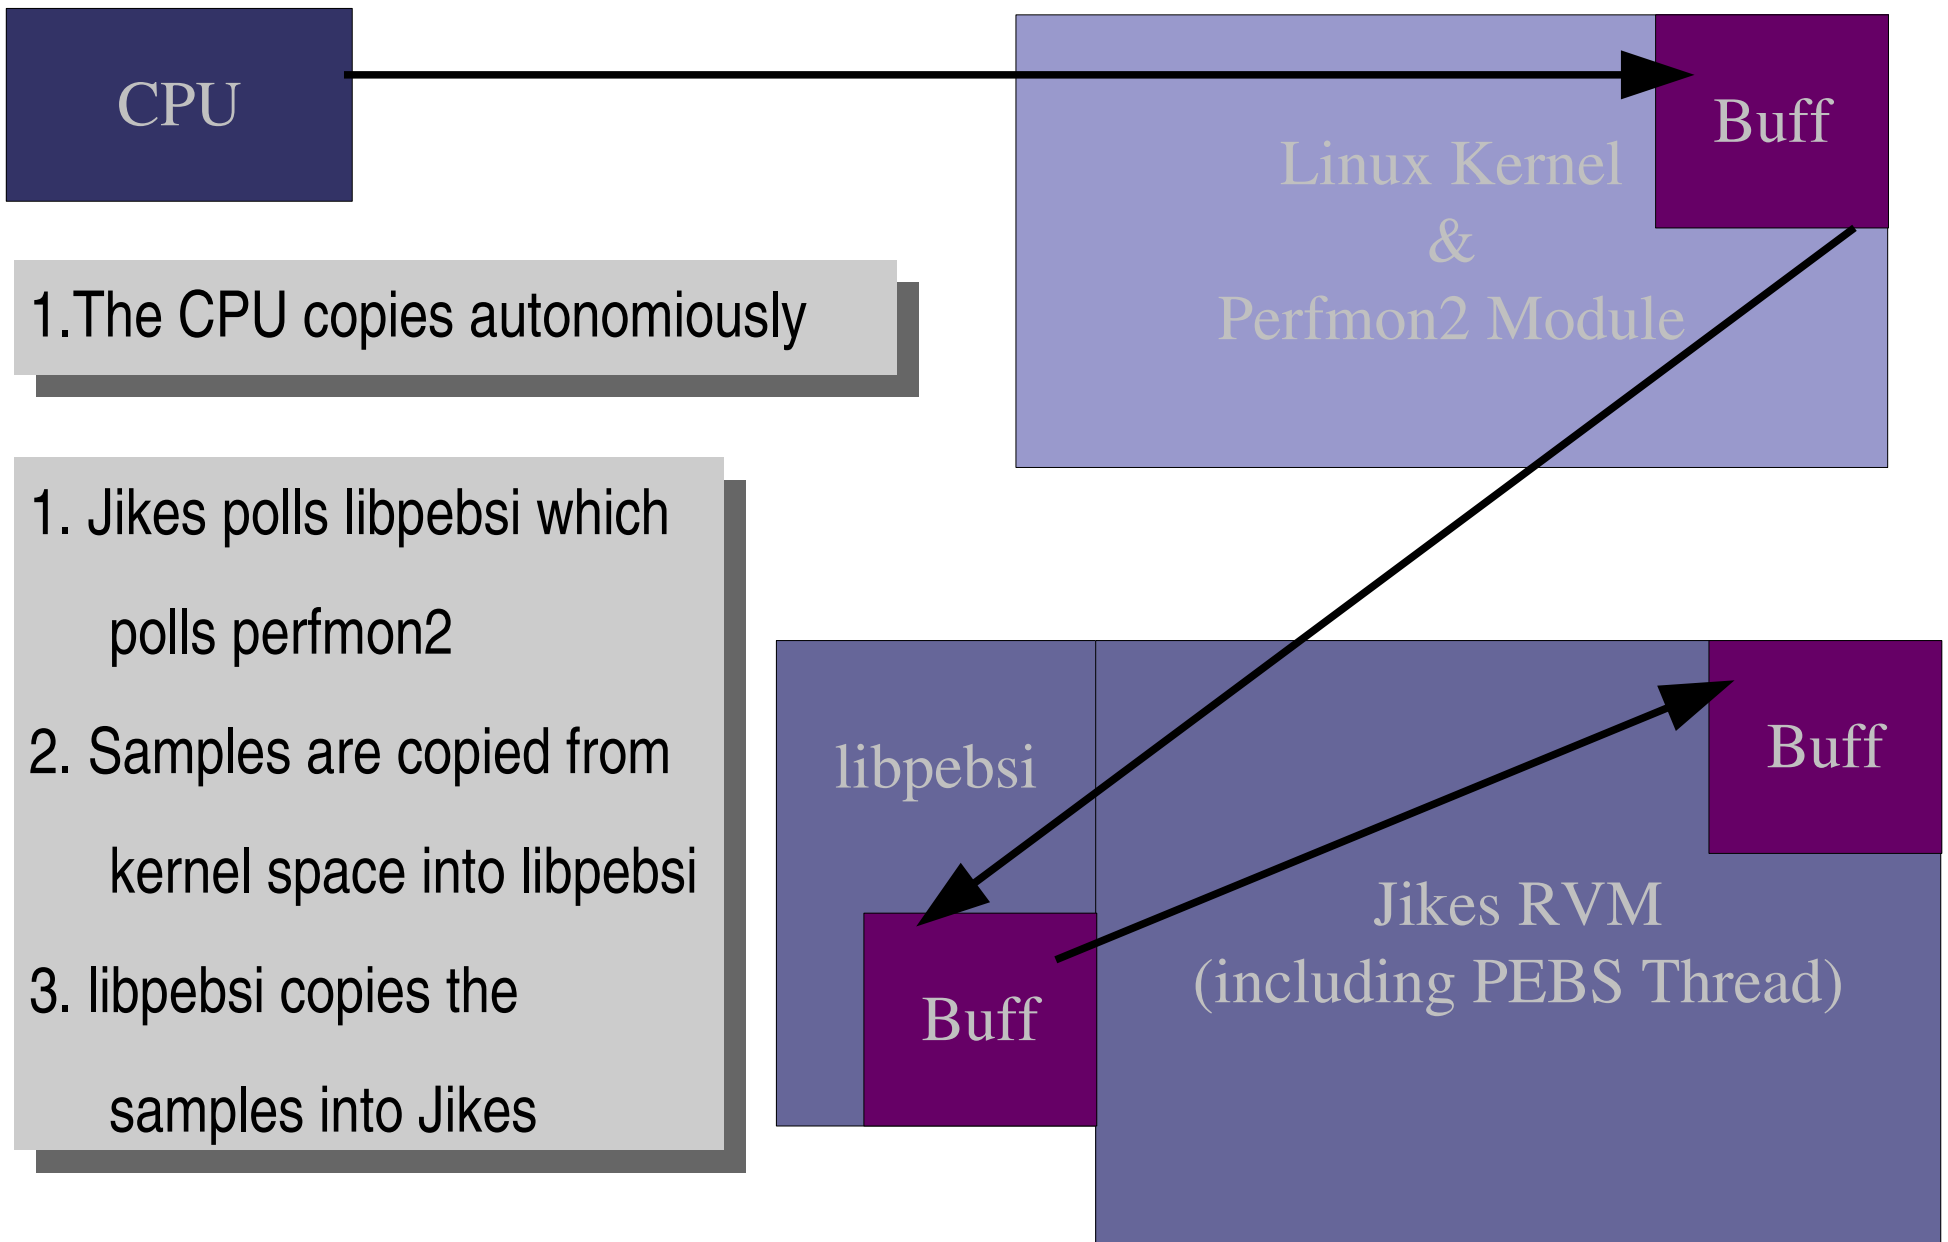 CPU
Buff
Linux Kernel
&
Perfmon2 Module
1.The CPU copies autonomiously
1. Jikes polls libpebsi which
polls perfmon2
2. Samples are copied from
kernel space into libpebsi
3. libpebsi copies the
samples into Jikes
libpebsi
Buff
Buff
Jikes RVM
(including PEBS Thread)